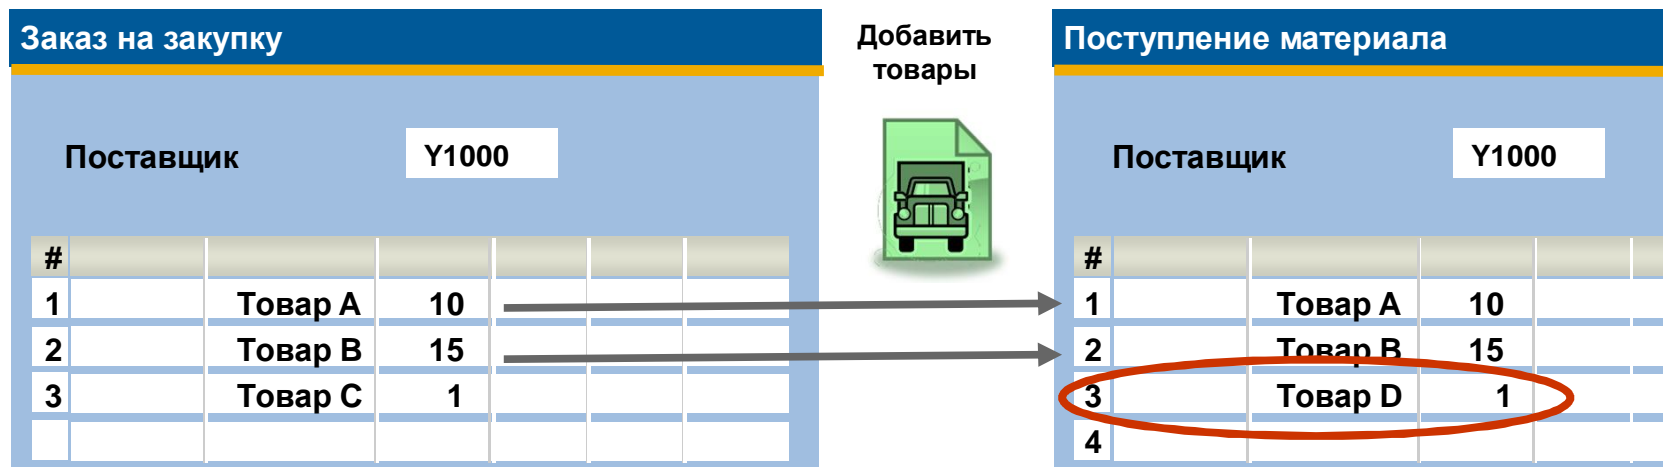 Заказ на закупку
Поставщик Y1000
#
1 Товар A 10
2 Товар B 15
3 Товар C 1
Добавить
товары
Поступление материала
Поставщик Y1000
#
1 Товар A 10
2 Товар B 15
3 Товар D 1
4